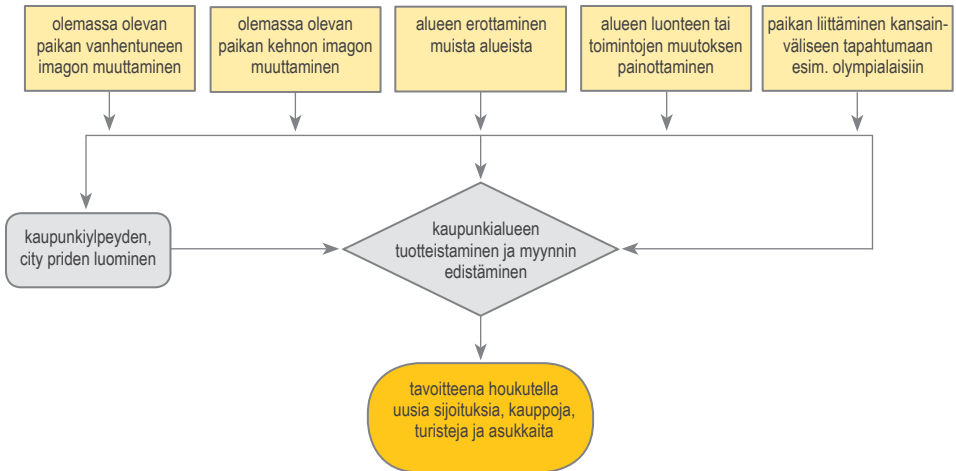 olemassa olevan
paikan vanhentuneen
imagon muuttaminen
olemassa olevan
paikan kehnon imagon
muuttaminen
alueen erottaminen
muista alueista
alueen luonteen tai
toimintojen muutoksen
painottaminen
paikan liittäminen kansain-
väliseen tapahtumaan
esim. olympialaisiin
kaupunkiylpeyden,
city priden luominen
kaupunkialueen
tuotteistaminen ja myynnin
edistäminen
tavoitteena houkutella
uusia sijoituksia, kauppoja,
turisteja ja asukkaita